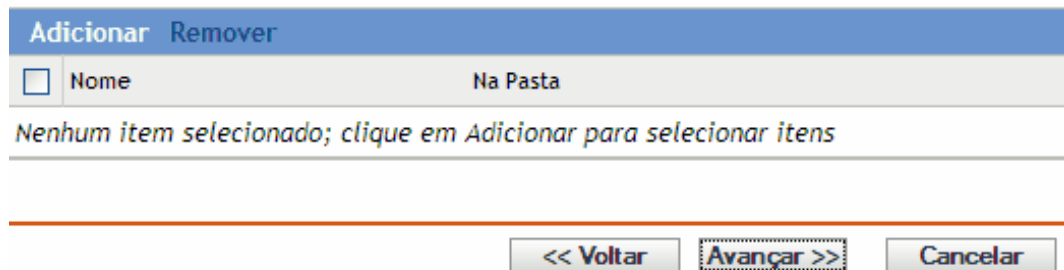 Adicionar Remover
Nome Na Pasta
Nenhum item selecionado; clique em Adicionar para selecionar itens
<< Voltar Avançar >> Cancelar